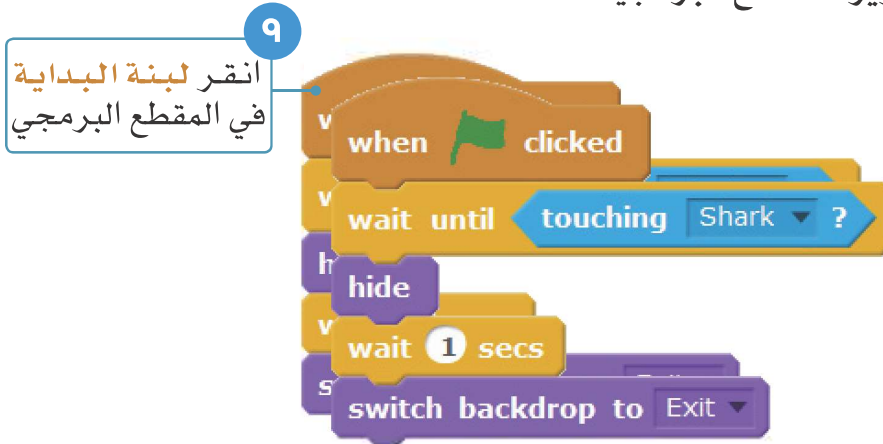 ٩
انقر لبنة البداية
في المقطع البرمجي
when clicked
wait until touching Shark ?
hide
wait 1 secs
switch backdrop to Exit